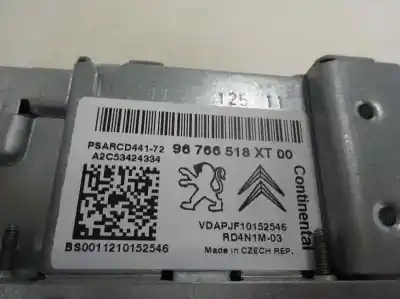 125 11
PSARCD441-72 96 766 518 XT 00
A2C53424334
Continental
VDAPJF10152546
RD4N1M-03
BS0011210152546
Made in CZECH REP.